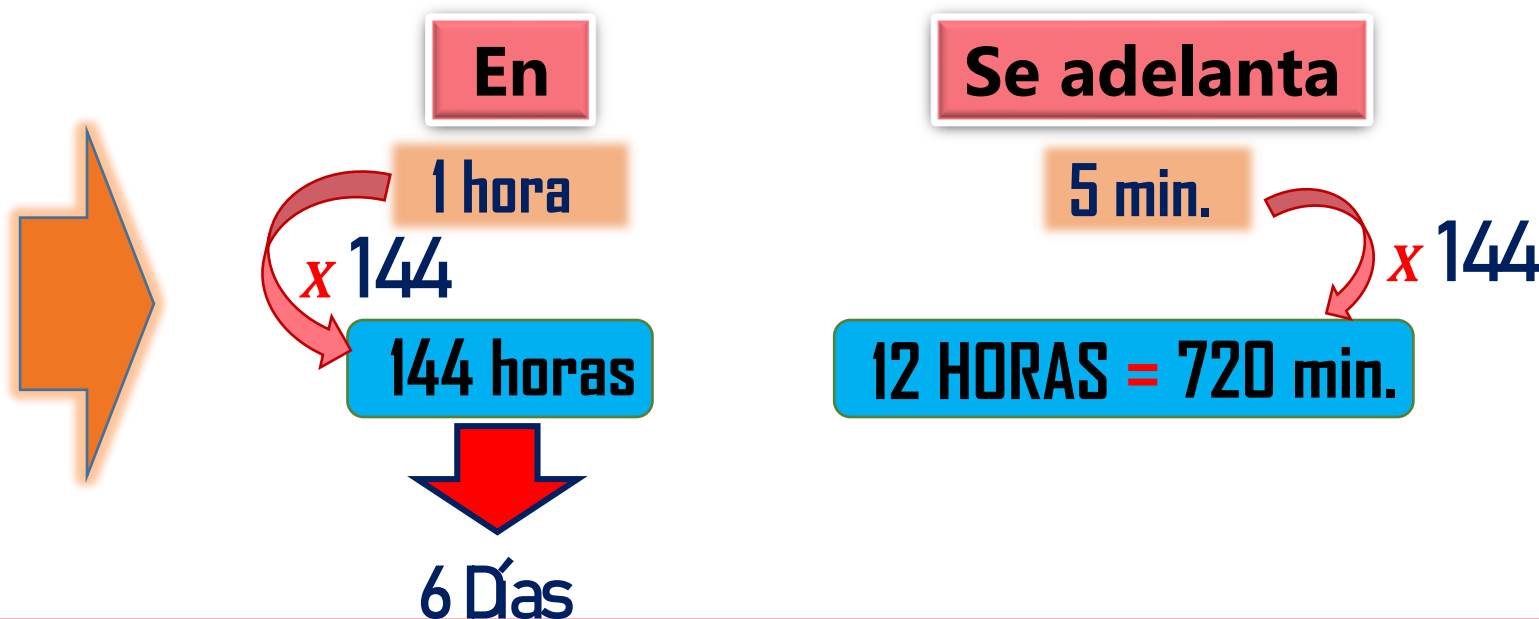 En Se adelanta
1 hora 5 min.
x 144 x 144
144 horas 12 HORAS = 720 min.
6 Días